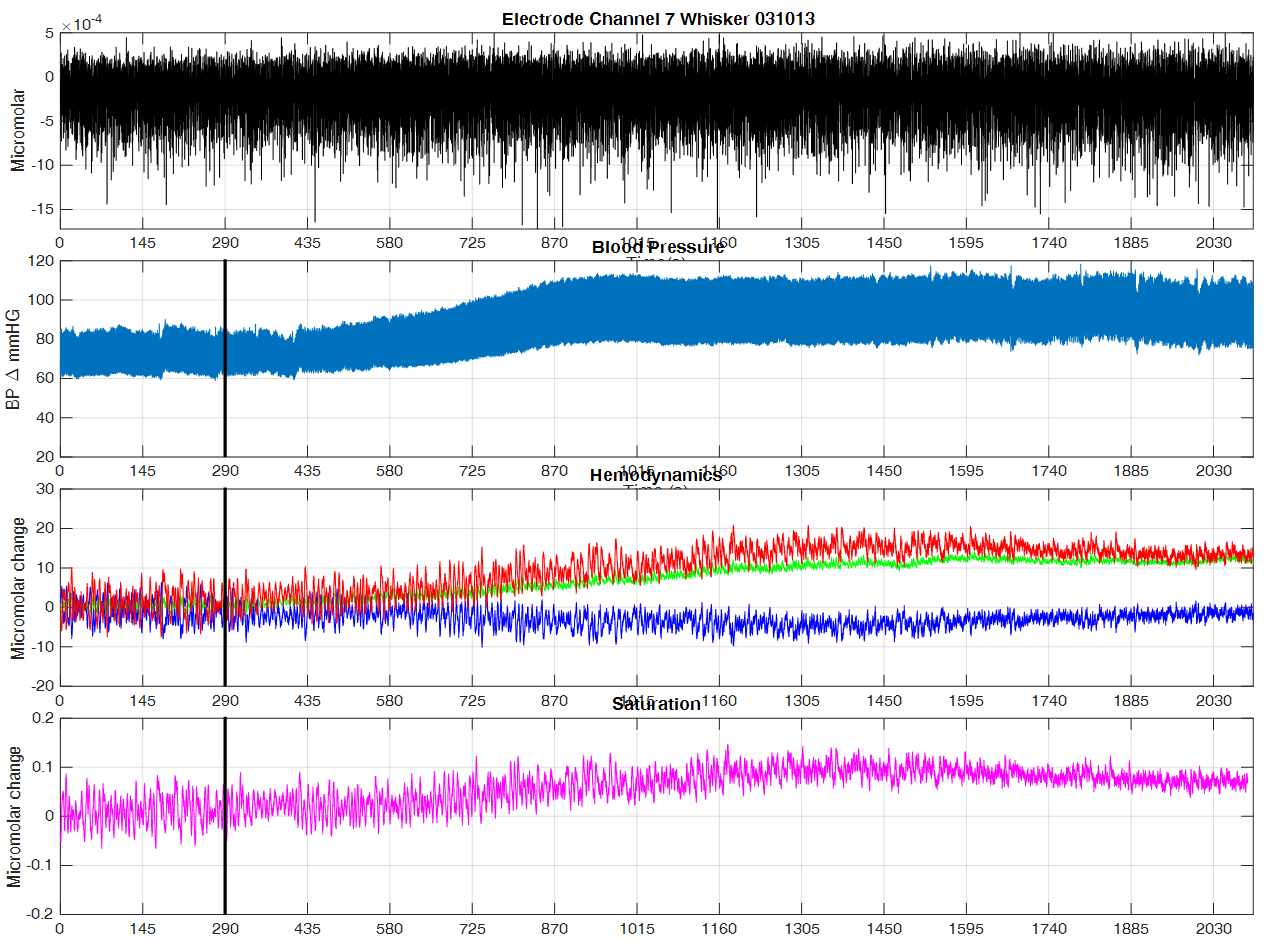 Electrode Channel 7 Whisker 031013
×10-4
5
0
-5
-10
-15
Micromolar
0 145 290 435 580 725 870 1015 1160 1305 1450 1595 1740 1885 2030
Time(s)
Blood Pressure
120
100
80
60
40
20
BP Δ mmHG
0 145 290 435 580 725 870 1015 1160 1305 1450 1595 1740 1885 2030
Time (s)
Hemodynamics
30
20
10
0
-10
-20
Micromolar change
0 145 290 435 580 725 870 1015 1160 1305 1450 1595 1740 1885 2030
Saturation
0.2
0.1
0
-0.1
-0.2
Micromolar change
0 145 290 435 580 725 870 1015 1160 1305 1450 1595 1740 1885 2030